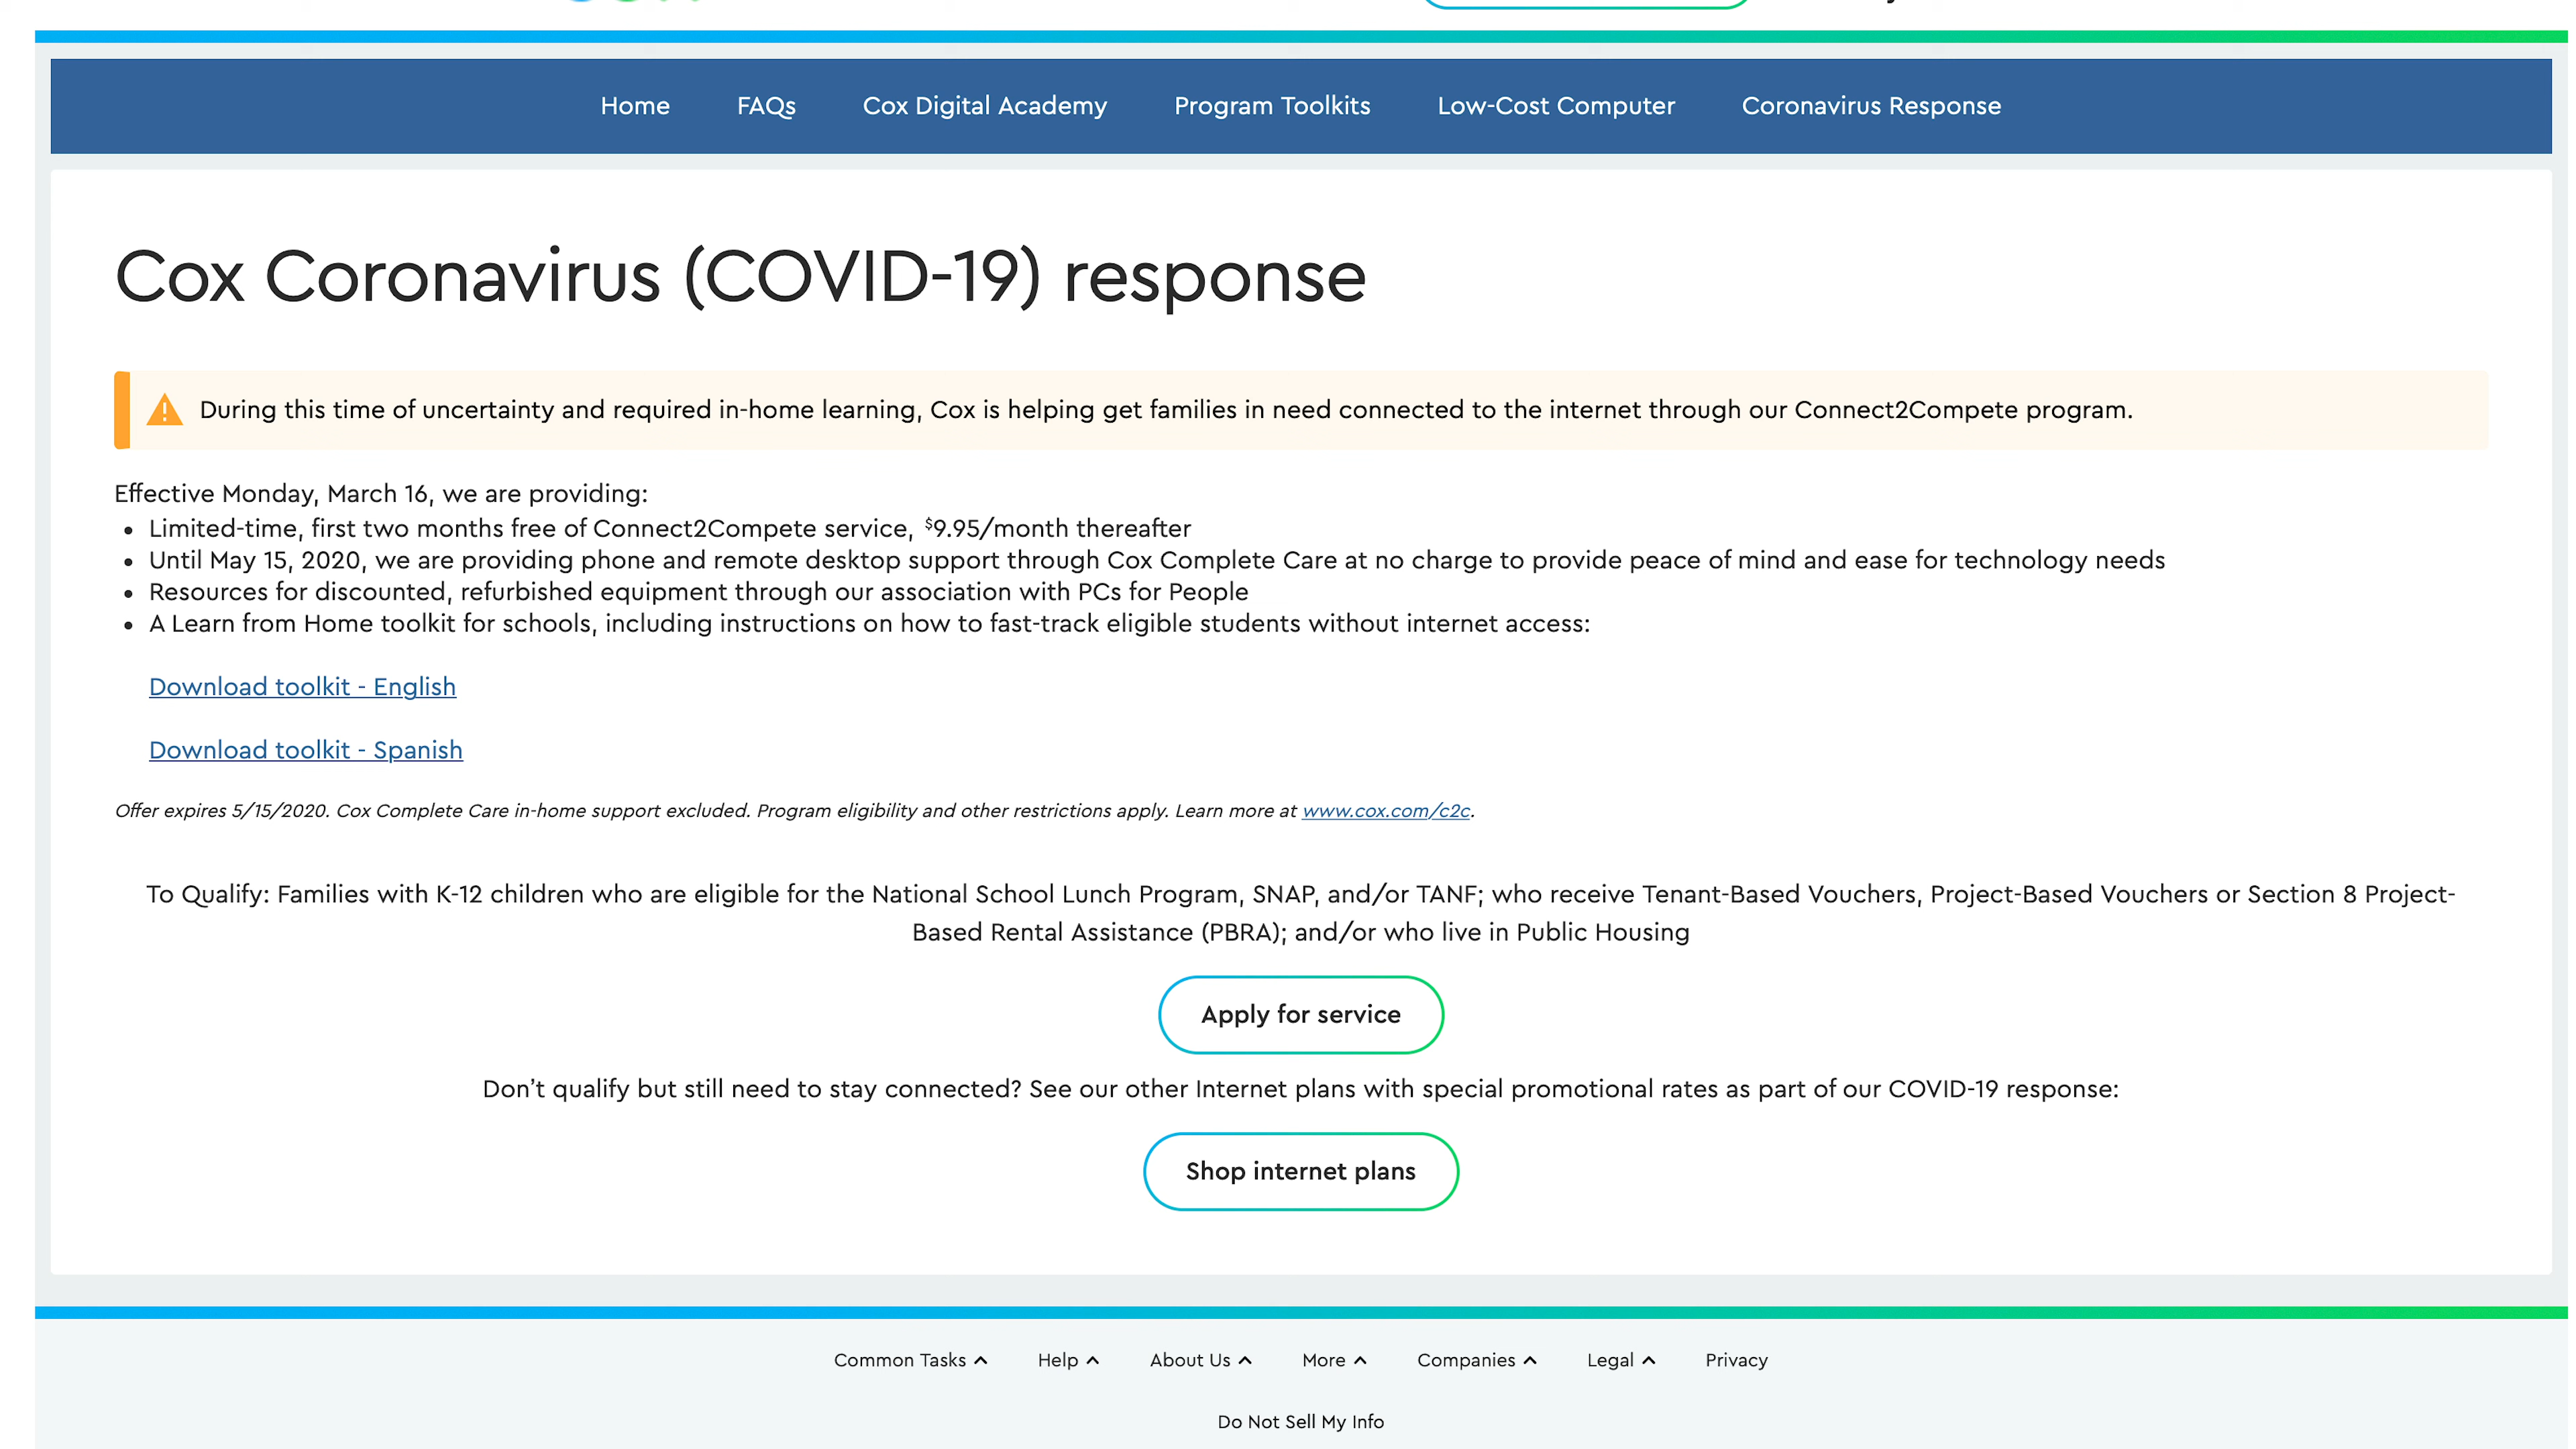 Home FAQs Cox Digital Academy Program Toolkits Low-Cost Computer Coronavirus Response
Cox Coronavirus (COVID-19) response
During this time of uncertainty and required in-home learning, Cox is helping get families in need connected to the internet through our Connect2Compete program.
Effective Monday, March 16, we are providing:
• Limited-time, first two months free of Connect2Compete service, $9.95/month thereafter
• Until May 15, 2020, we are providing phone and remote desktop support through Cox Complete Care at no charge to provide peace of mind and ease for technology needs
• Resources for discounted, refurbished equipment through our association with PCs for People
• A Learn from Home toolkit for schools, including instructions on how to fast-track eligible students without internet access:
Download toolkit - English
Download toolkit - Spanish
Offer expires 5/15/2020. Cox Complete Care in-home support excluded. Program eligibility and other restrictions apply. Learn more at www.cox.com/c2c.
To Qualify: Families with K-12 children who are eligible for the National School Lunch Program, SNAP, and/or TANF; who receive Tenant-Based Vouchers, Project-Based Vouchers or Section 8 Project-
Based Rental Assistance (PBRA); and/or who live in Public Housing
Apply for service
Don't qualify but still need to stay connected? See our other Internet plans with special promotional rates as part of our COVID-19 response:
Shop internet plans
Common Tasks Help About Us More Companies Legal Privacy
Do Not Sell My Info